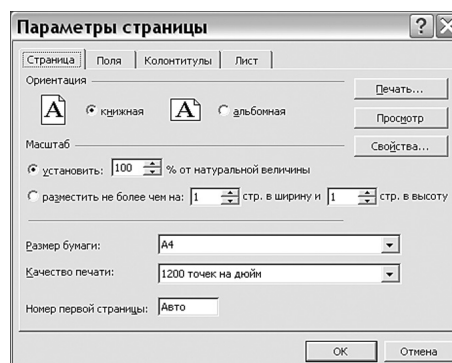 Параметры страницы
Страница Поля Колонтитулы Лист
Ориентация
A книжная A альбомная
Печать...
Просмотр
Свойства...
Масштаб
установить: 100 % от натуральной величины
разместить не более чем на: 1 стр. в ширину и 1 стр. в высоту
Размер бумаги: A4
Качество печати: 1200 точек на дюйм
Номер первой страницы: Авто
OK Отмена